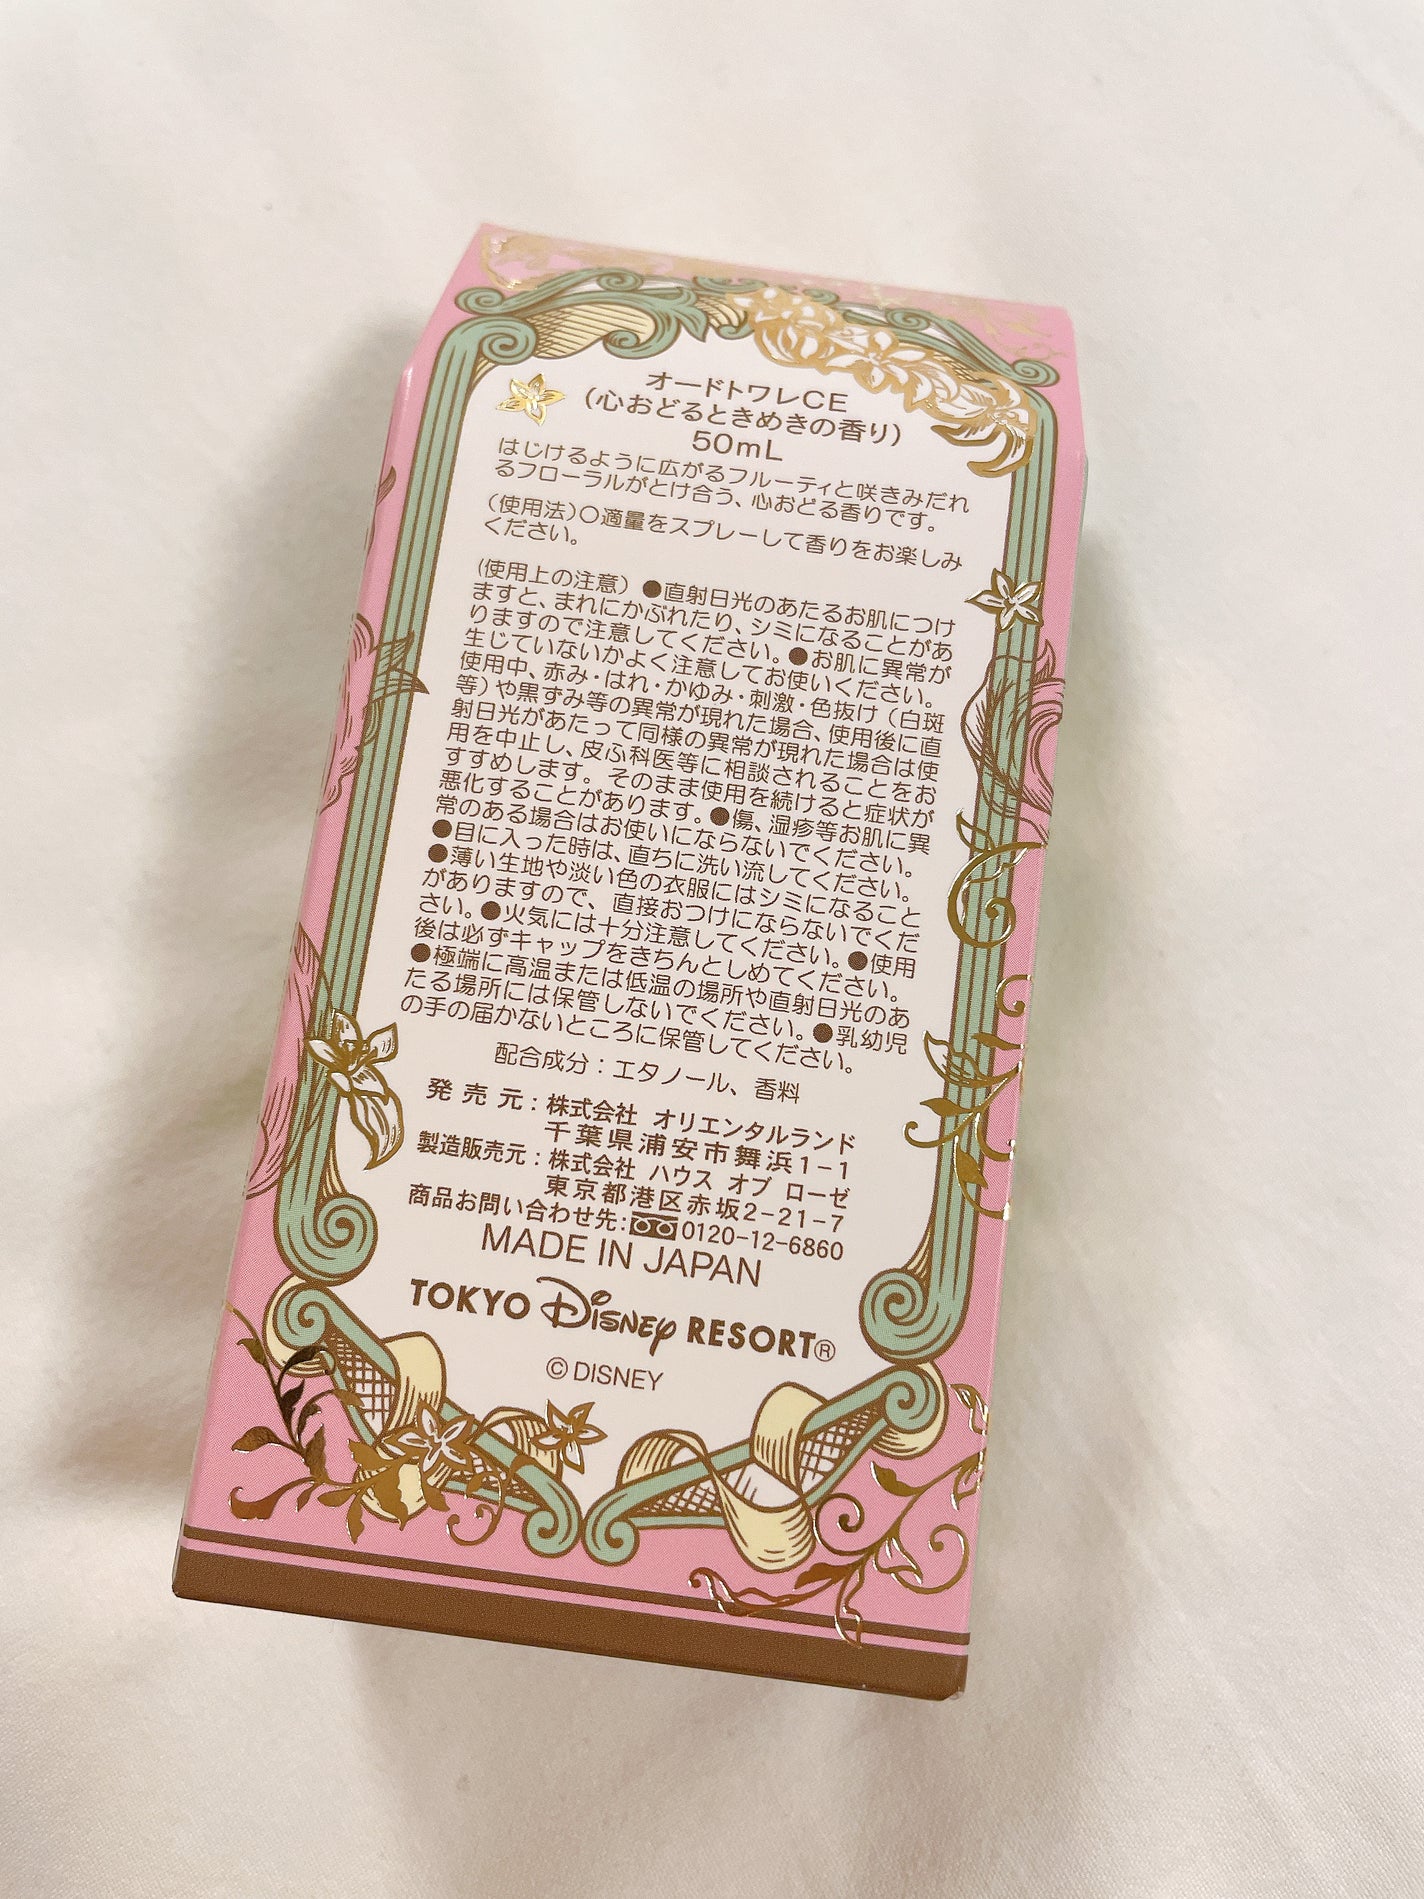 オードトワレCE
（心おどるときめきの香り）
50mL
はじけるように広がるフルーティと咲きみだれ
るフローラルがとけ合う、心おどる香りです。
（使用法）○適量をスプレーして香りをお楽しみ
ください。
（使用上の注意）●直射日光のあたるお肌につけ
ますと、まれにかぶれたり、シミになることがあ
りますので注意してください。●お肌に異常が
生じていないかよく注意してお使いください。
使用中、赤み・はれ・かゆみ・刺激・色抜け（白斑
等）や黒ずみ等の異常が現れた場合、使用後に直
射日光があたって同様の異常が現れた場合は使
用を中止し、皮ふ科医等に相談されることをお
すすめします。そのまま使用を続けると症状が
悪化することがあります。●傷、湿疹等お肌に異
常のある場合はお使いにならないでください。
●目に入った時は、直ちに洗い流してください。
●薄い生地や淡い色の衣服にはシミになること
がありますので、直接おつけにならないでくだ
さい。●火気には十分注意してください。●使用
後は必ずキャップをきちんとしめてください。
●極端に高温または低温の場所や直射日光のあ
たる場所には保管しないでください。●乳幼児
の手の届かないところに保管してください。
配合成分：エタノール、香料
発売元：株式会社 オリエンタルランド
千葉県浦安市舞浜1-1
製造販売元：株式会社 ハウス オブ ローゼ
東京都港区赤坂2-21-7
商品お問い合わせ先：0120-12-6860
MADE IN JAPAN
TOKYO Disney RESORT®
© DISNEY